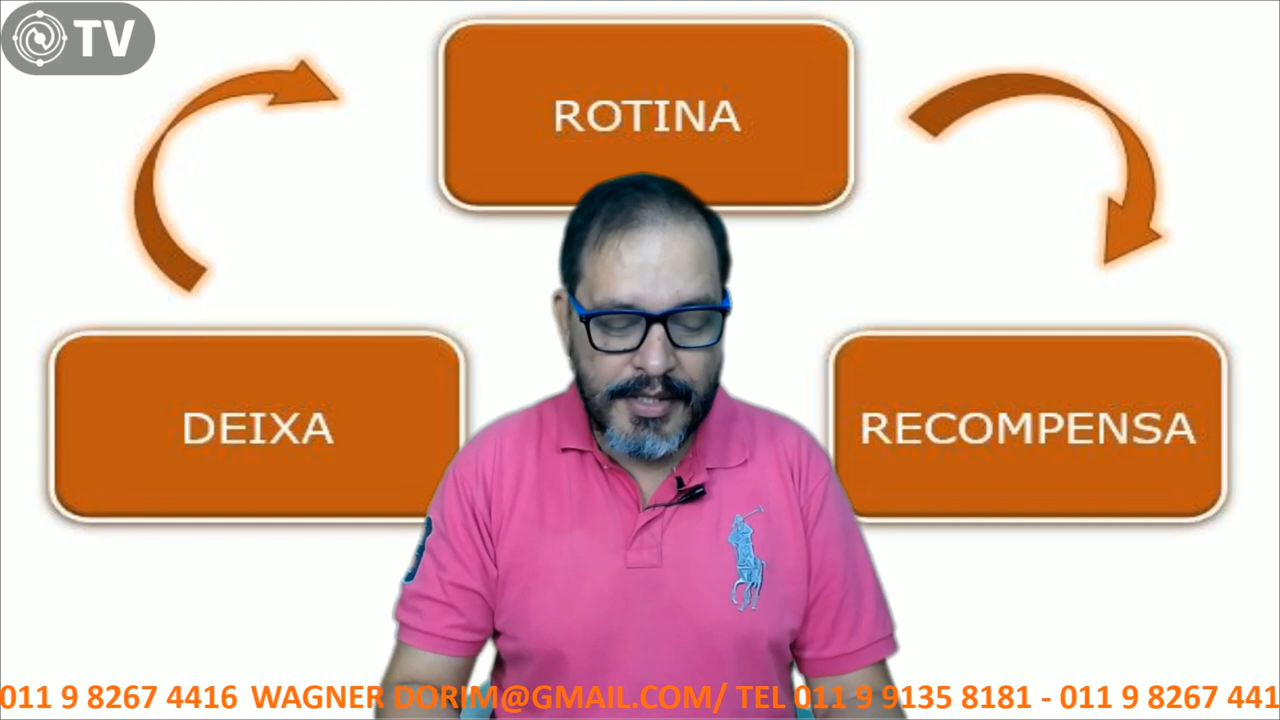 TV
ROTINA
DEIXA
RECOMPENSA
011 9 8267 4416 WAGNER DORIM@GMAIL.COM/ TEL 011 9 9135 8181 - 011 9 8267 441